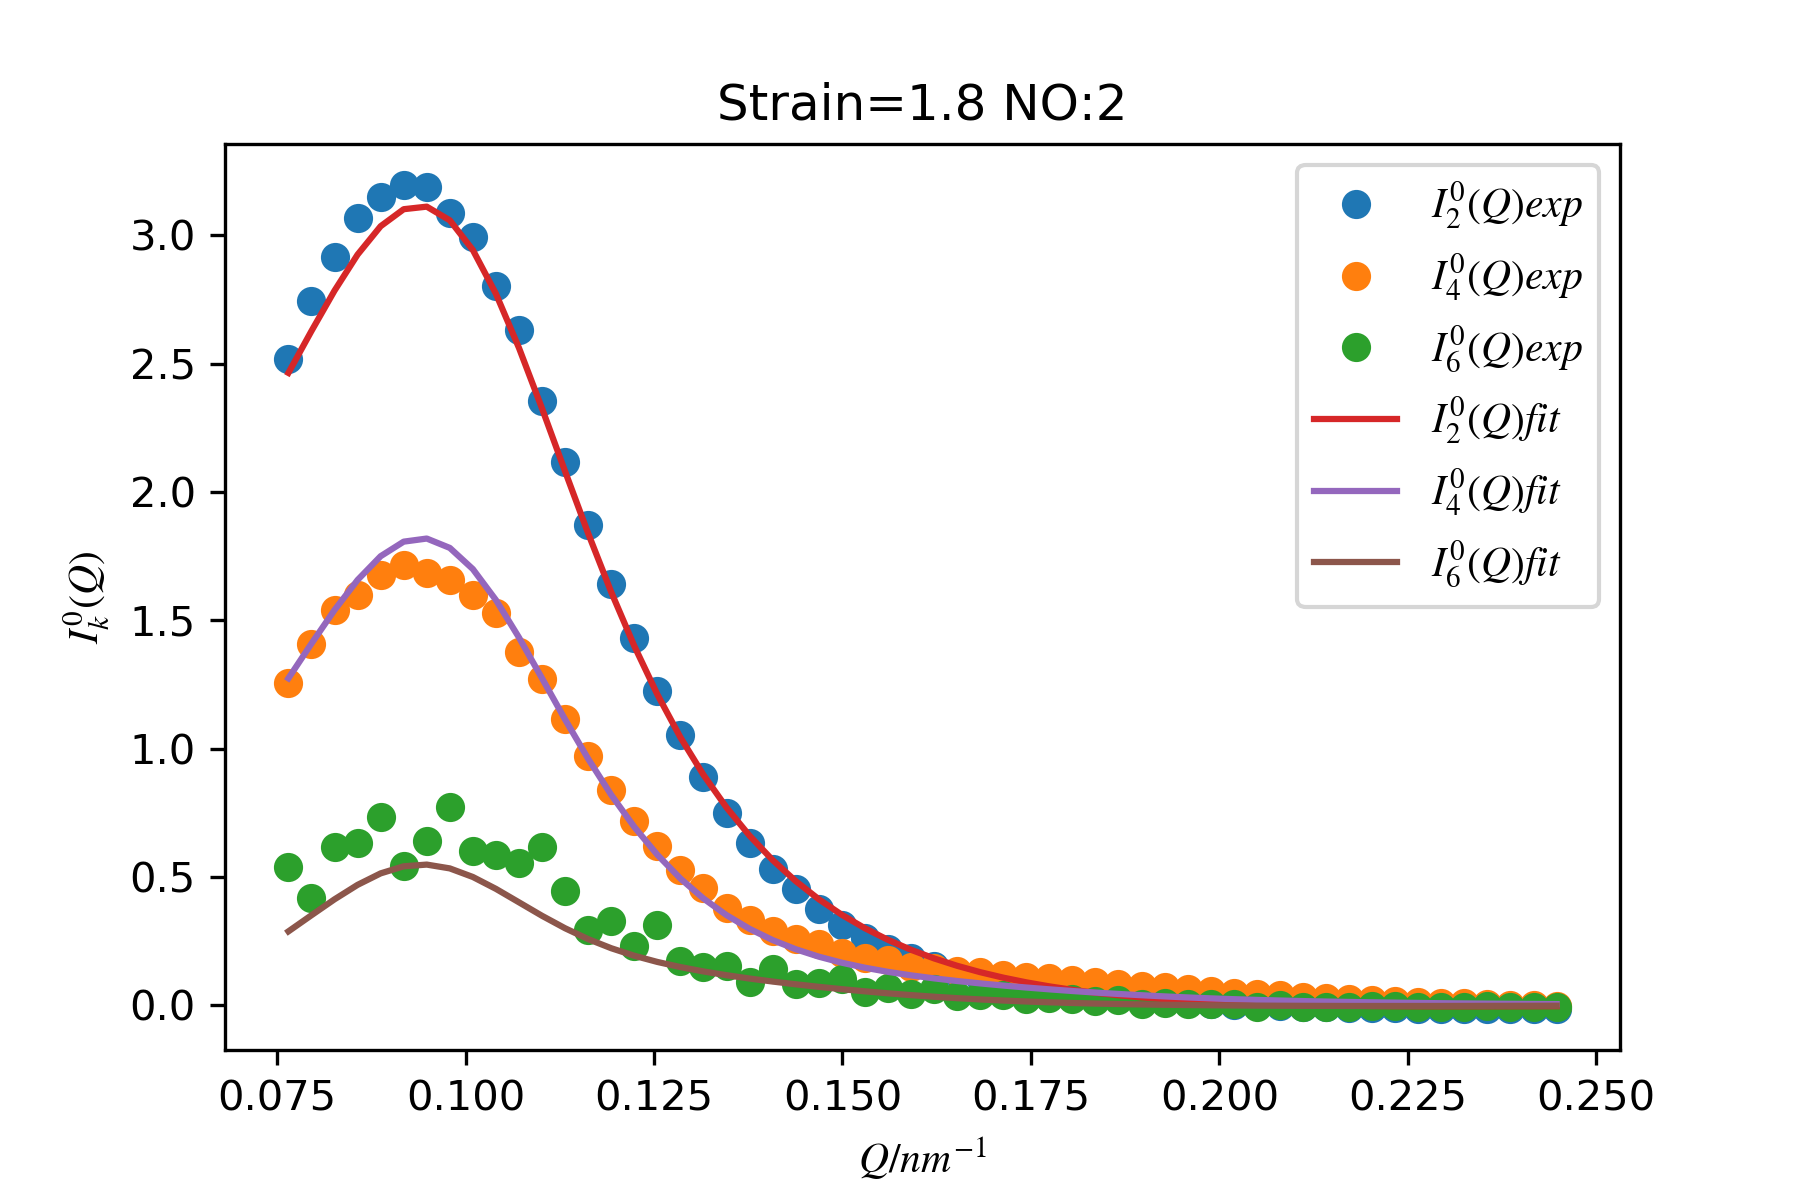 Strain=1.8 NO:2
3.0
2.5
2.0
1.5
1.0
0.5
0.0
I_k^0(Q)
I_2^0(Q)exp
I_4^0(Q)exp
I_6^0(Q)exp
I_2^0(Q)fit
I_4^0(Q)fit
I_6^0(Q)fit
0.075 0.100 0.125 0.150 0.175 0.200 0.225 0.250
Q/nm^{-1}